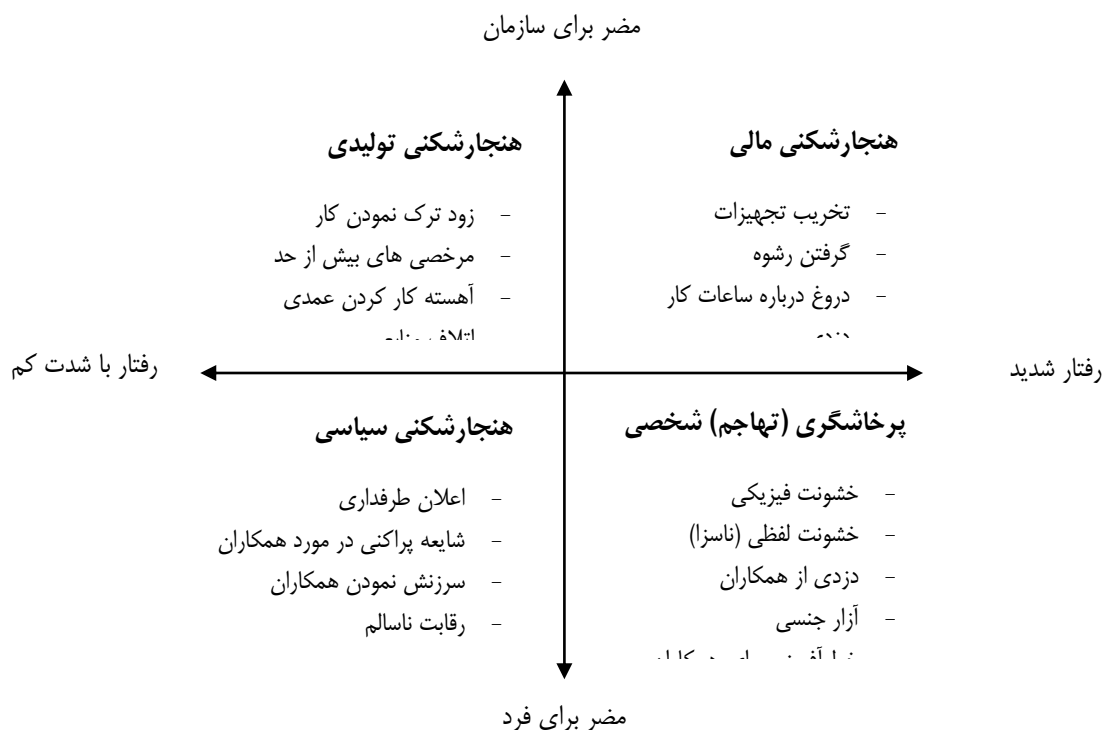 مضر برای سازمان
هنجارشکنی مالی
- تخریب تجهیزات
- گرفتن رشوه
- دروغ درباره ساعات کار
هنجارشکنی تولیدی
- زود ترک نمودن کار
- مرخصی های بیش از حد
- آهسته کار کردن عمدی
رفتار شدید
رفتار با شدت کم
پرخاشگری (تهاجم) شخصی
- خشونت فیزیکی
- خشونت لفظی (ناسزا)
- دزدی از همکاران
- آزار جنسی
هنجارشکنی سیاسی
- اعلان طرفداری
- شایعه پراکنی در مورد همکاران
- سرزنش نمودن همکاران
- رقابت ناسالم
مضر برای فرد